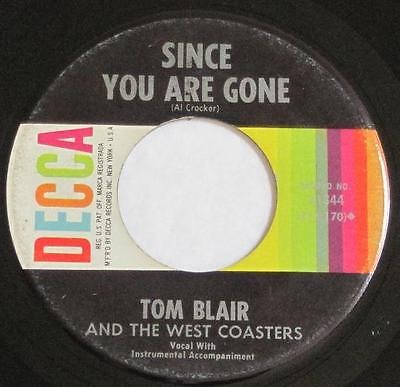 SINCE
YOU ARE GONE
(Al Crocker)
DECCA
REG. U.S. PAT. OFF. MARCA REGISTRADA
M'F'R'D BY DECCA RECORDS INC. NEW YORK - U.S.A.
NO.
TOM BLAIR
AND THE WEST COASTERS
Vocal With
Instrumental Accompaniment